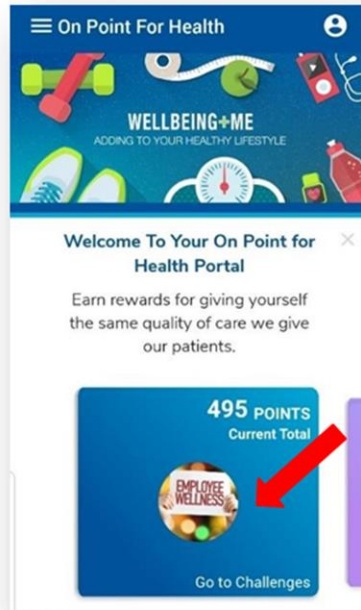 On Point For Health
WELLBEING+ME
ADDING TO YOUR HEALTHY LIFESTYLE
Welcome To Your On Point for
Health Portal
Earn rewards for giving yourself
the same quality of care we give
our patients.
495 POINTS
Current Total
EMPLOYEE
WELLNESS
Go to Challenges